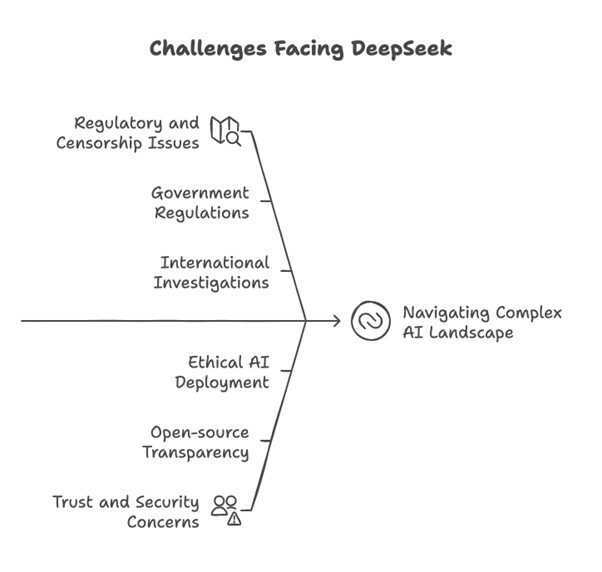 Challenges Facing DeepSeek
Regulatory and
Censorship Issues
Government
Regulations
International
Investigations
Navigating Complex
AI Landscape
Ethical AI
Deployment
Open-source
Transparency
Trust and Security
Concerns